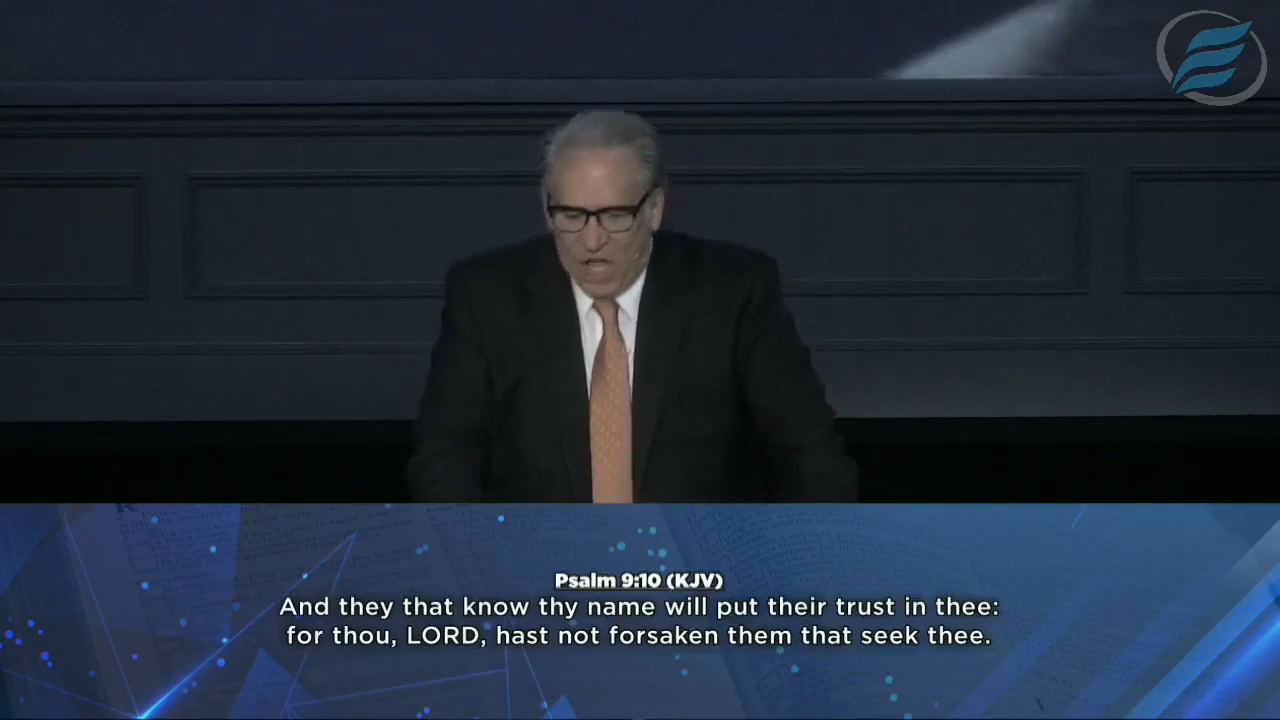 Psalm 9:10 (KJV)
And they that know thy name will put their trust in thee:
for thou, LORD, hast not forsaken them that seek thee.